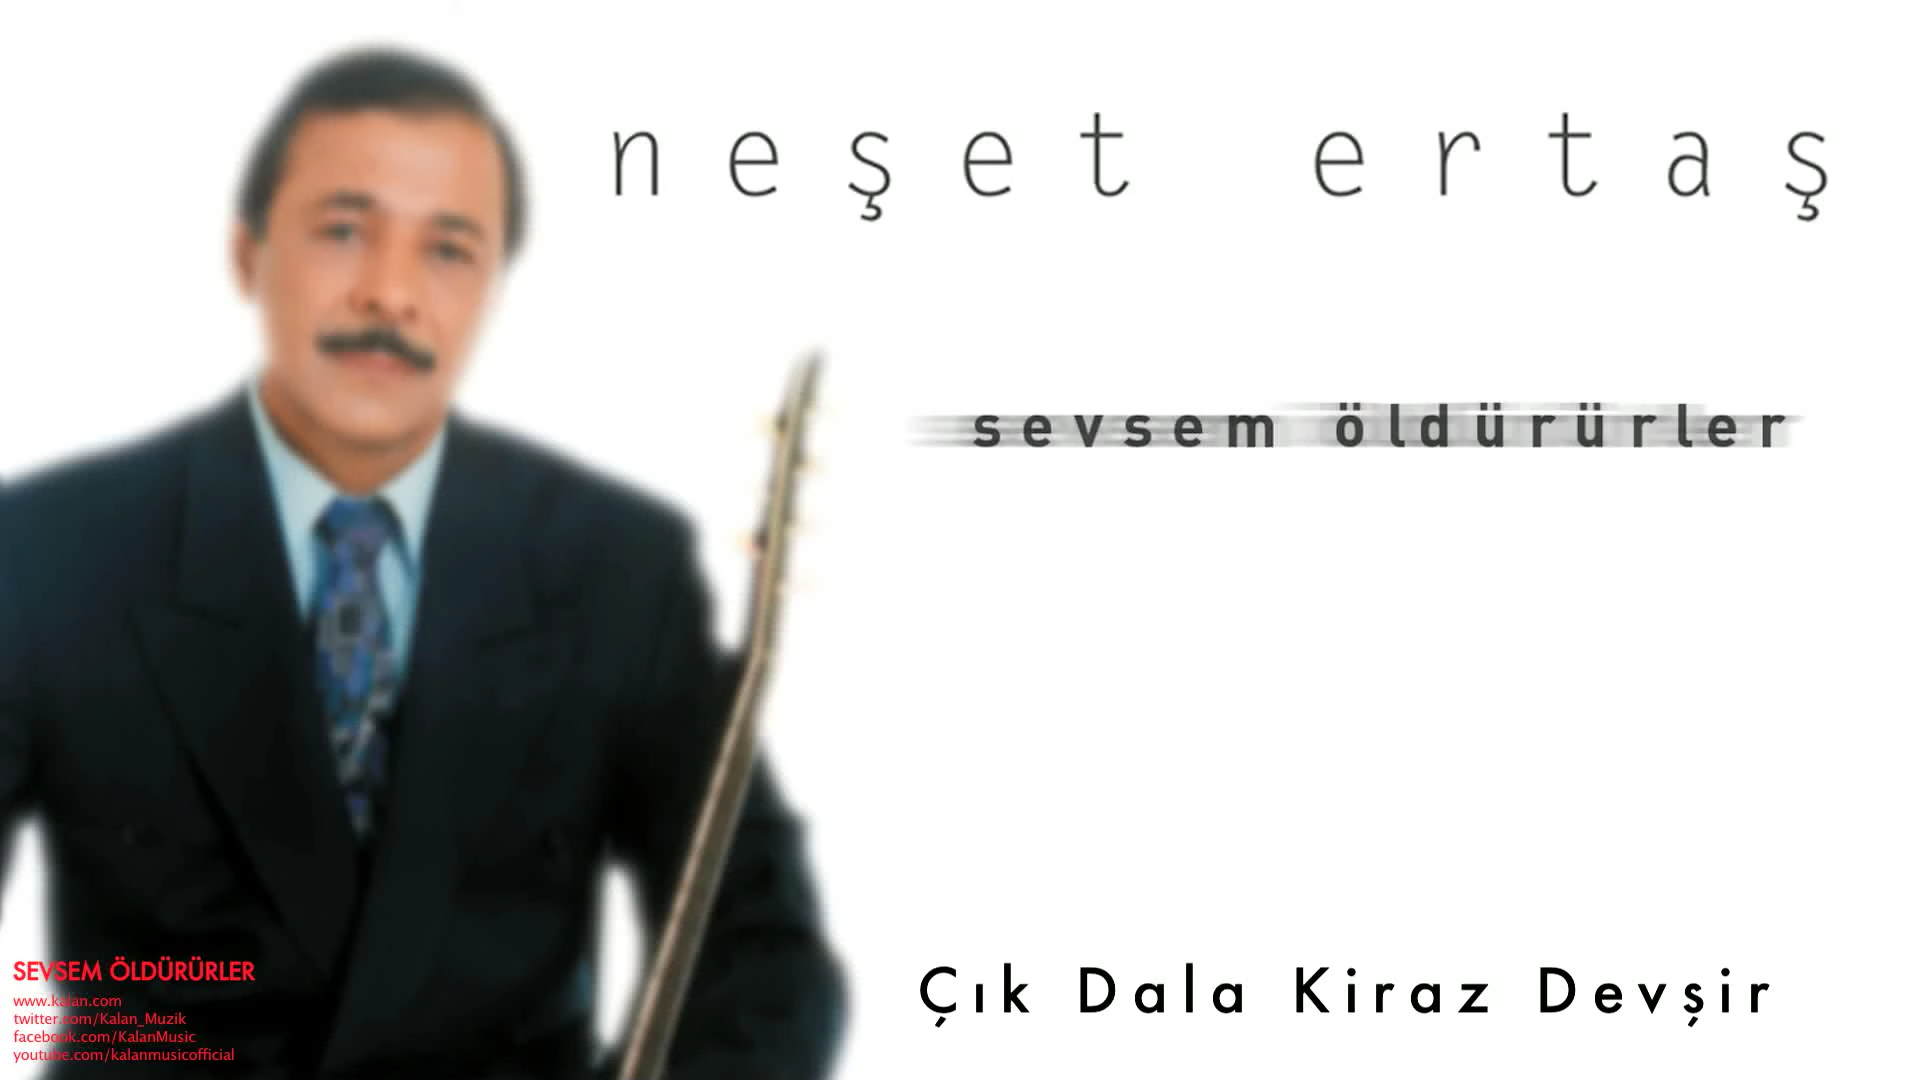 neşet ertaş
sevsem öldürürler
Çık Dala Kiraz Devşir
SEVSEM ÖLDÜRÜRLER
www.kalan.com
twitter.com/Kalan_Muzik
facebook.com/KalanMusic
youtube.com/kalanmusicofficial